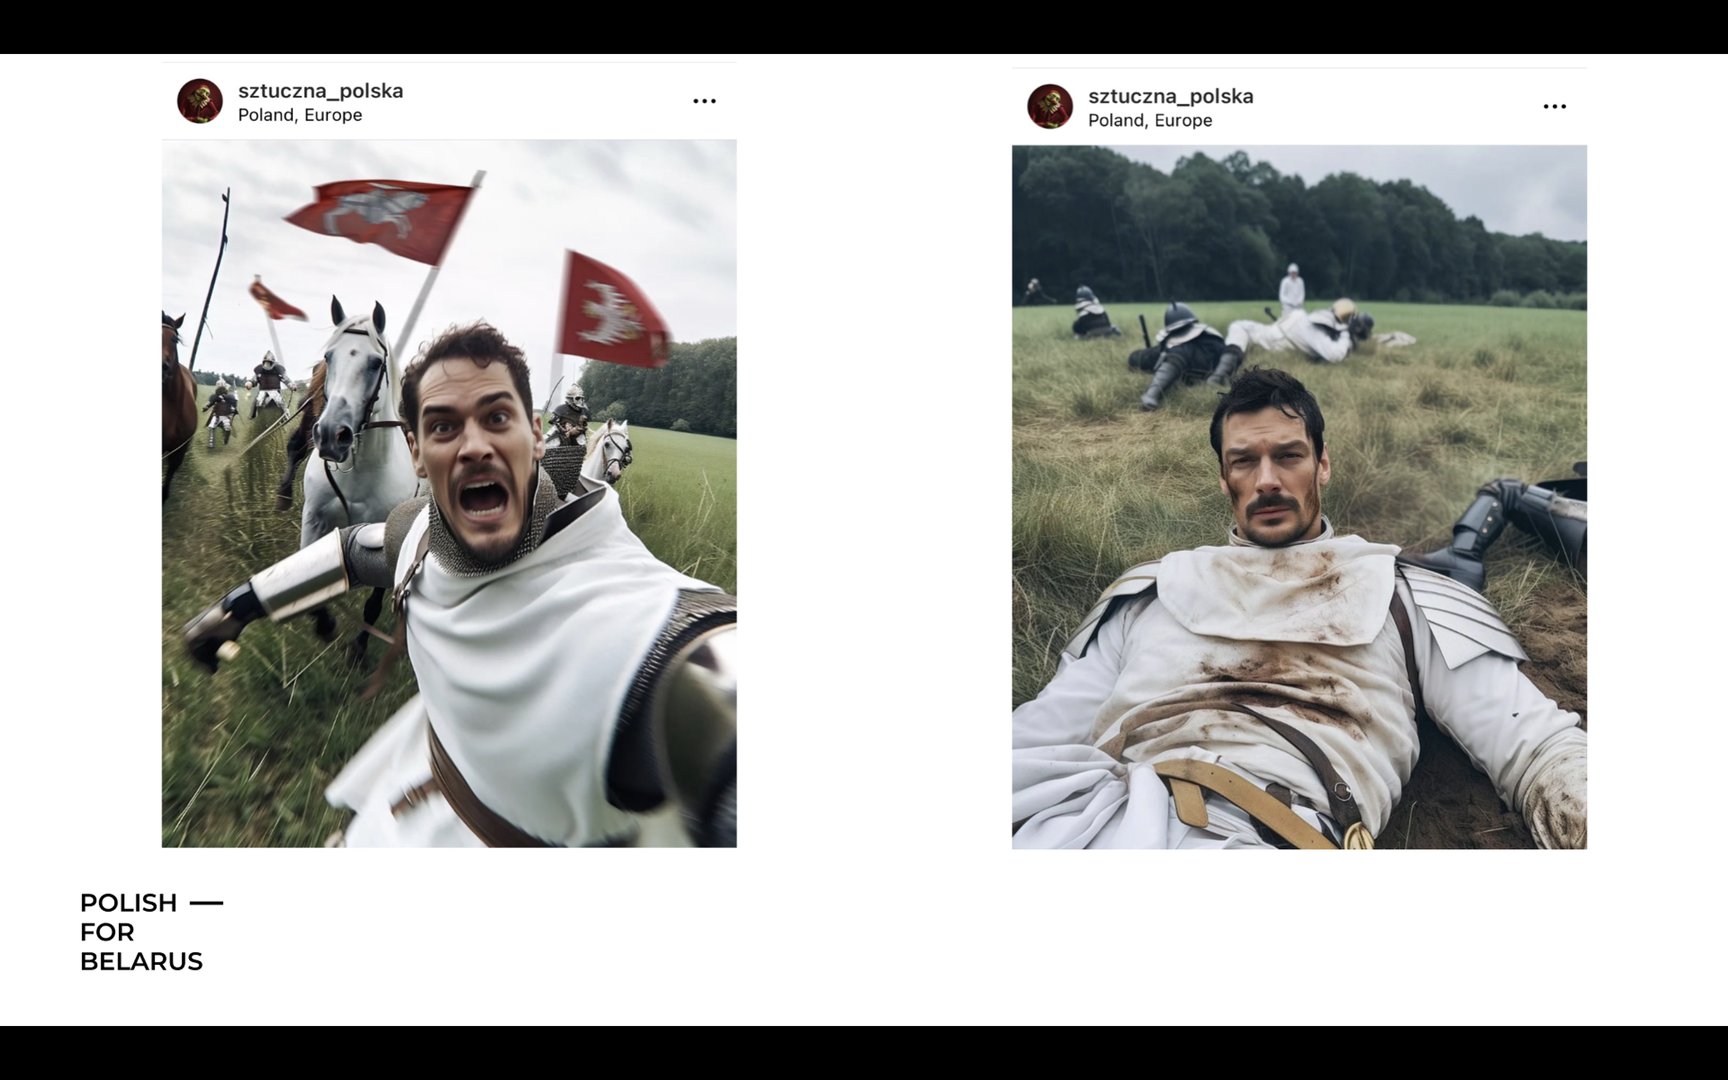 sztuczna_polska
Poland, Europe
sztuczna_polska
Poland, Europe
POLISH —
FOR
BELARUS